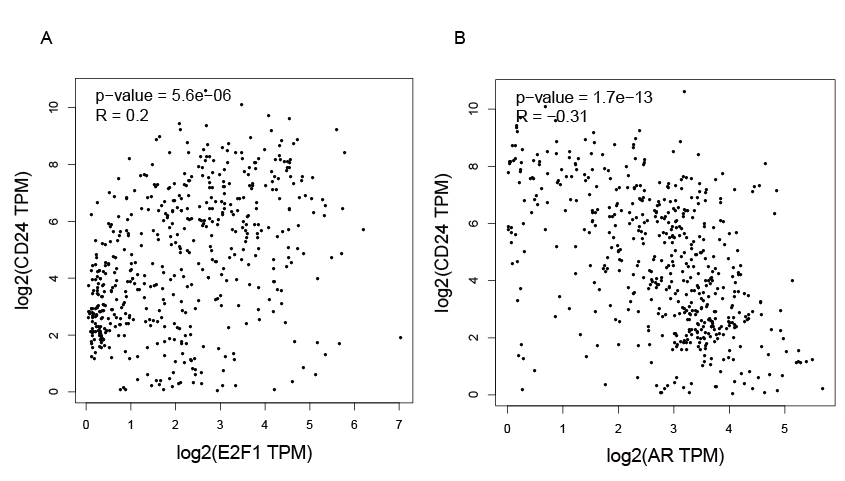 A
p−value = 5.6e−06
R = 0.2
log2(CD24 TPM)
10
8
6
4
2
0
0 1 2 3 4 5 6 7
log2(E2F1 TPM)
B
p−value = 1.7e−13
R = −0.31
log2(CD24 TPM)
10
8
6
4
2
0
0 1 2 3 4 5
log2(AR TPM)